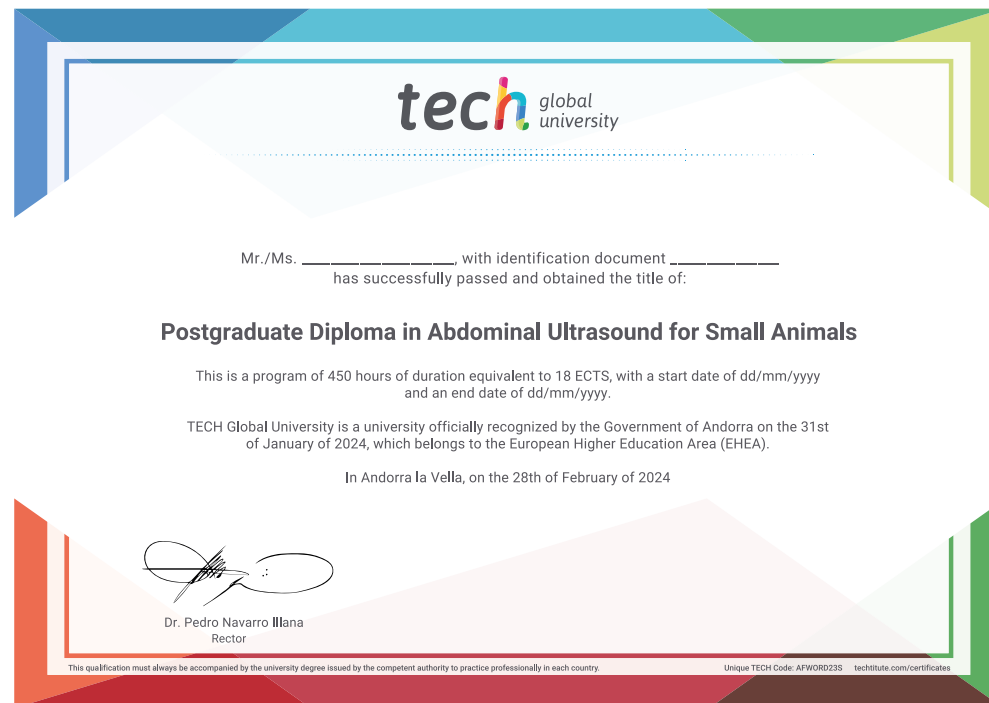 tech global
university
Mr./Ms. _________________, with identification document ____________
has successfully passed and obtained the title of:
Postgraduate Diploma in Abdominal Ultrasound for Small Animals
This is a program of 450 hours of duration equivalent to 18 ECTS, with a start date of dd/mm/yyyy
and an end date of dd/mm/yyyy.
TECH Global University is a university officially recognized by the Government of Andorra on the 31st
of January of 2024, which belongs to the European Higher Education Area (EHEA).
In Andorra la Vella, on the 28th of February of 2024
Dr. Pedro Navarro Illana
Rector
This qualification must always be accompanied by the university degree issued by the competent authority to practice professionally in each country.
Unique TECH Code: AFWORD23S techtitute.com/certificates